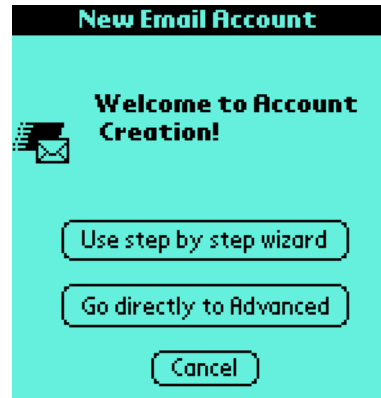 New Email Account
Welcome to Account
Creation!
Use step by step wizard
Go directly to Advanced
Cancel